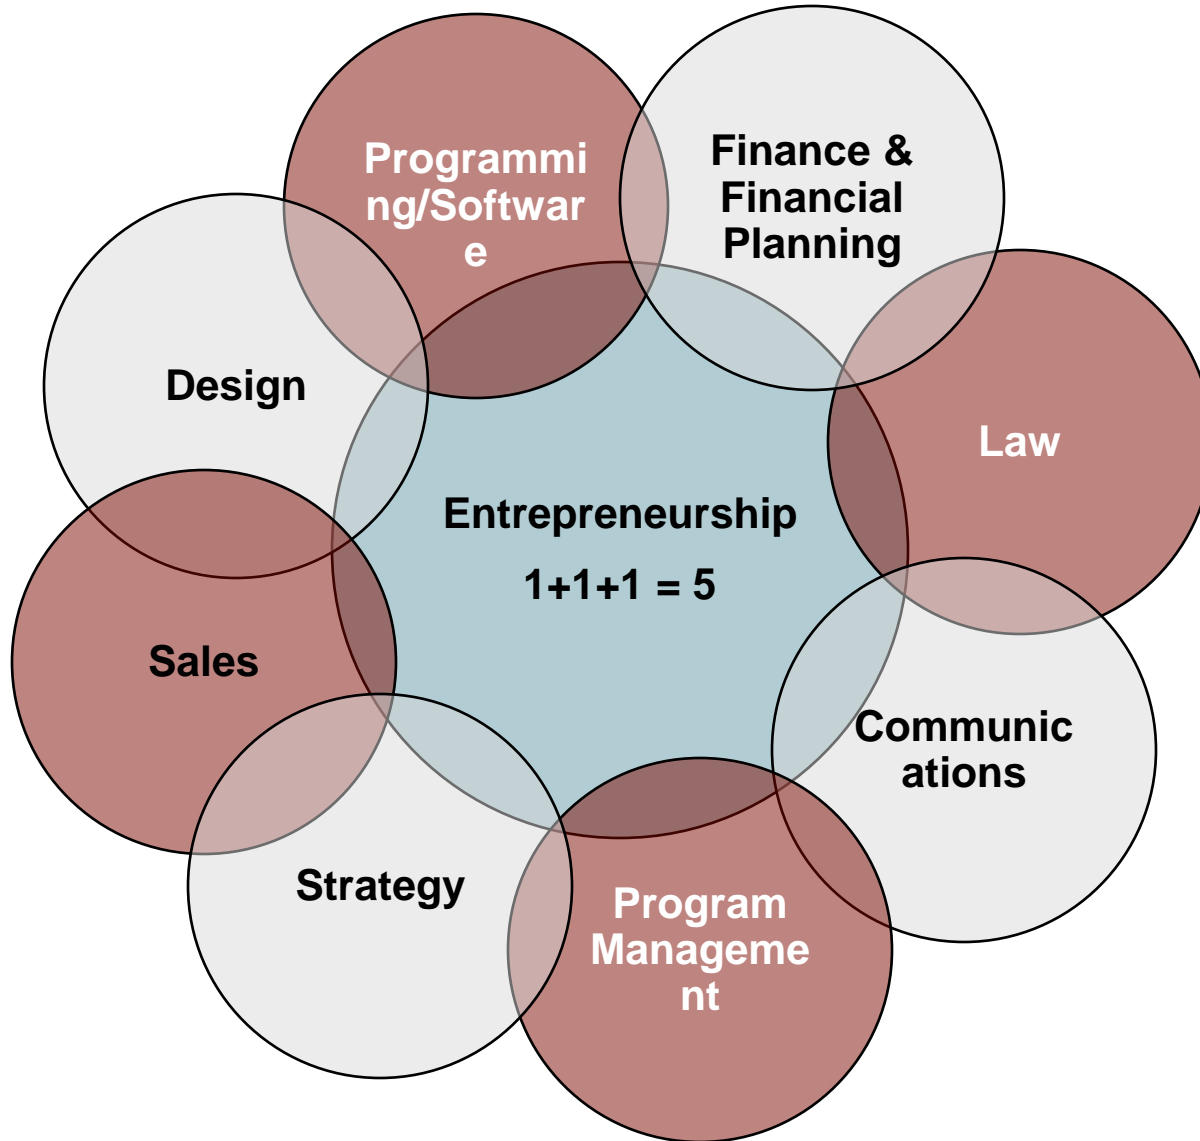 Programmi
ng/Softwar
e
Finance &
Financial
Planning
Design
Law
Entrepreneurship
1+1+1 = 5
Sales
Communic
ations
Strategy
Program
Manageme
nt